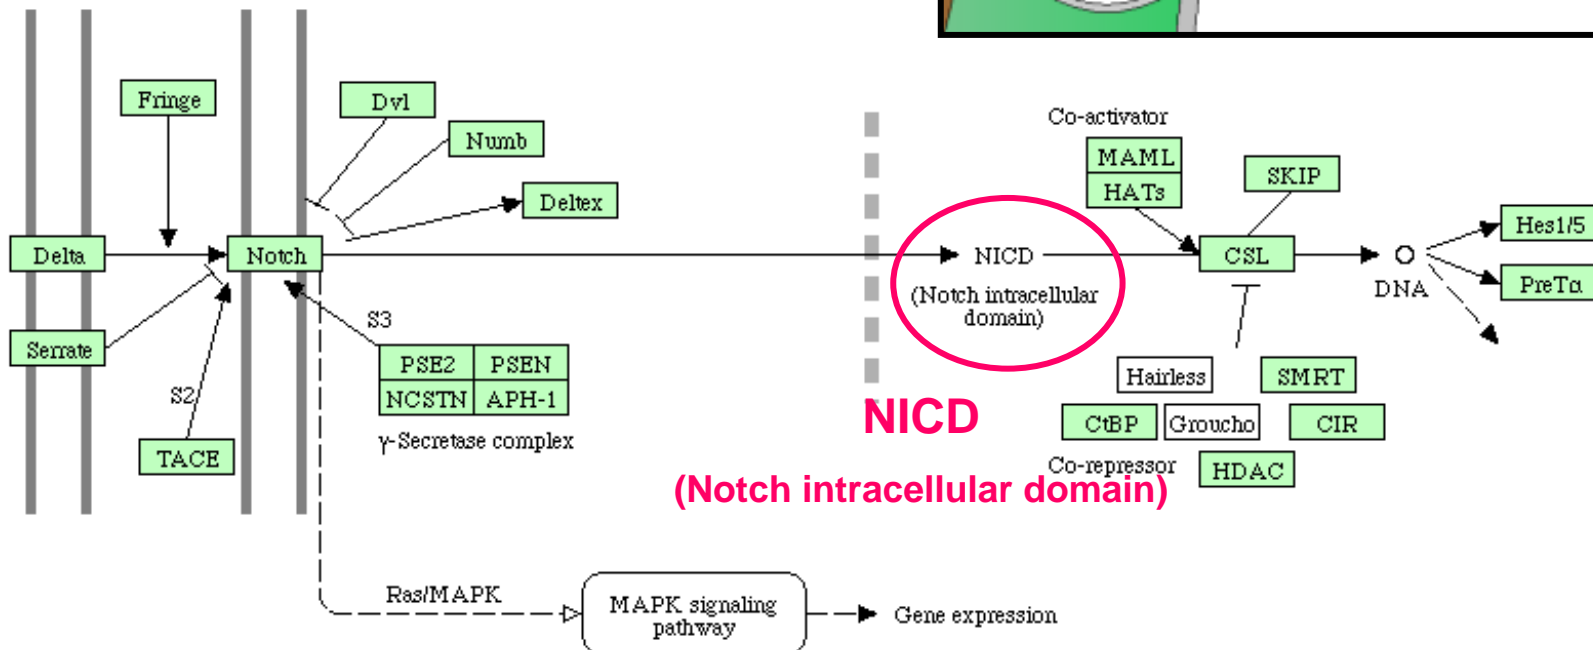 Fringe
Dvl
Numb
Deltex
Delta
Notch
Serrate
S2
TACE
S3
PSE2 PSEN
NCSTN APH-1
γ-Secretase complex
Co-activator
MAML
HATs
SKIP
NICD
(Notch intracellular
domain)
CSL
DNA
Hes1/5
PreTα
Hairless
SMRT
CtBP
Groucho
CIR
Co-repressor
HDAC
NICD
(Notch intracellular domain)
Ras/MAPK
MAPK signaling
pathway
Gene expression